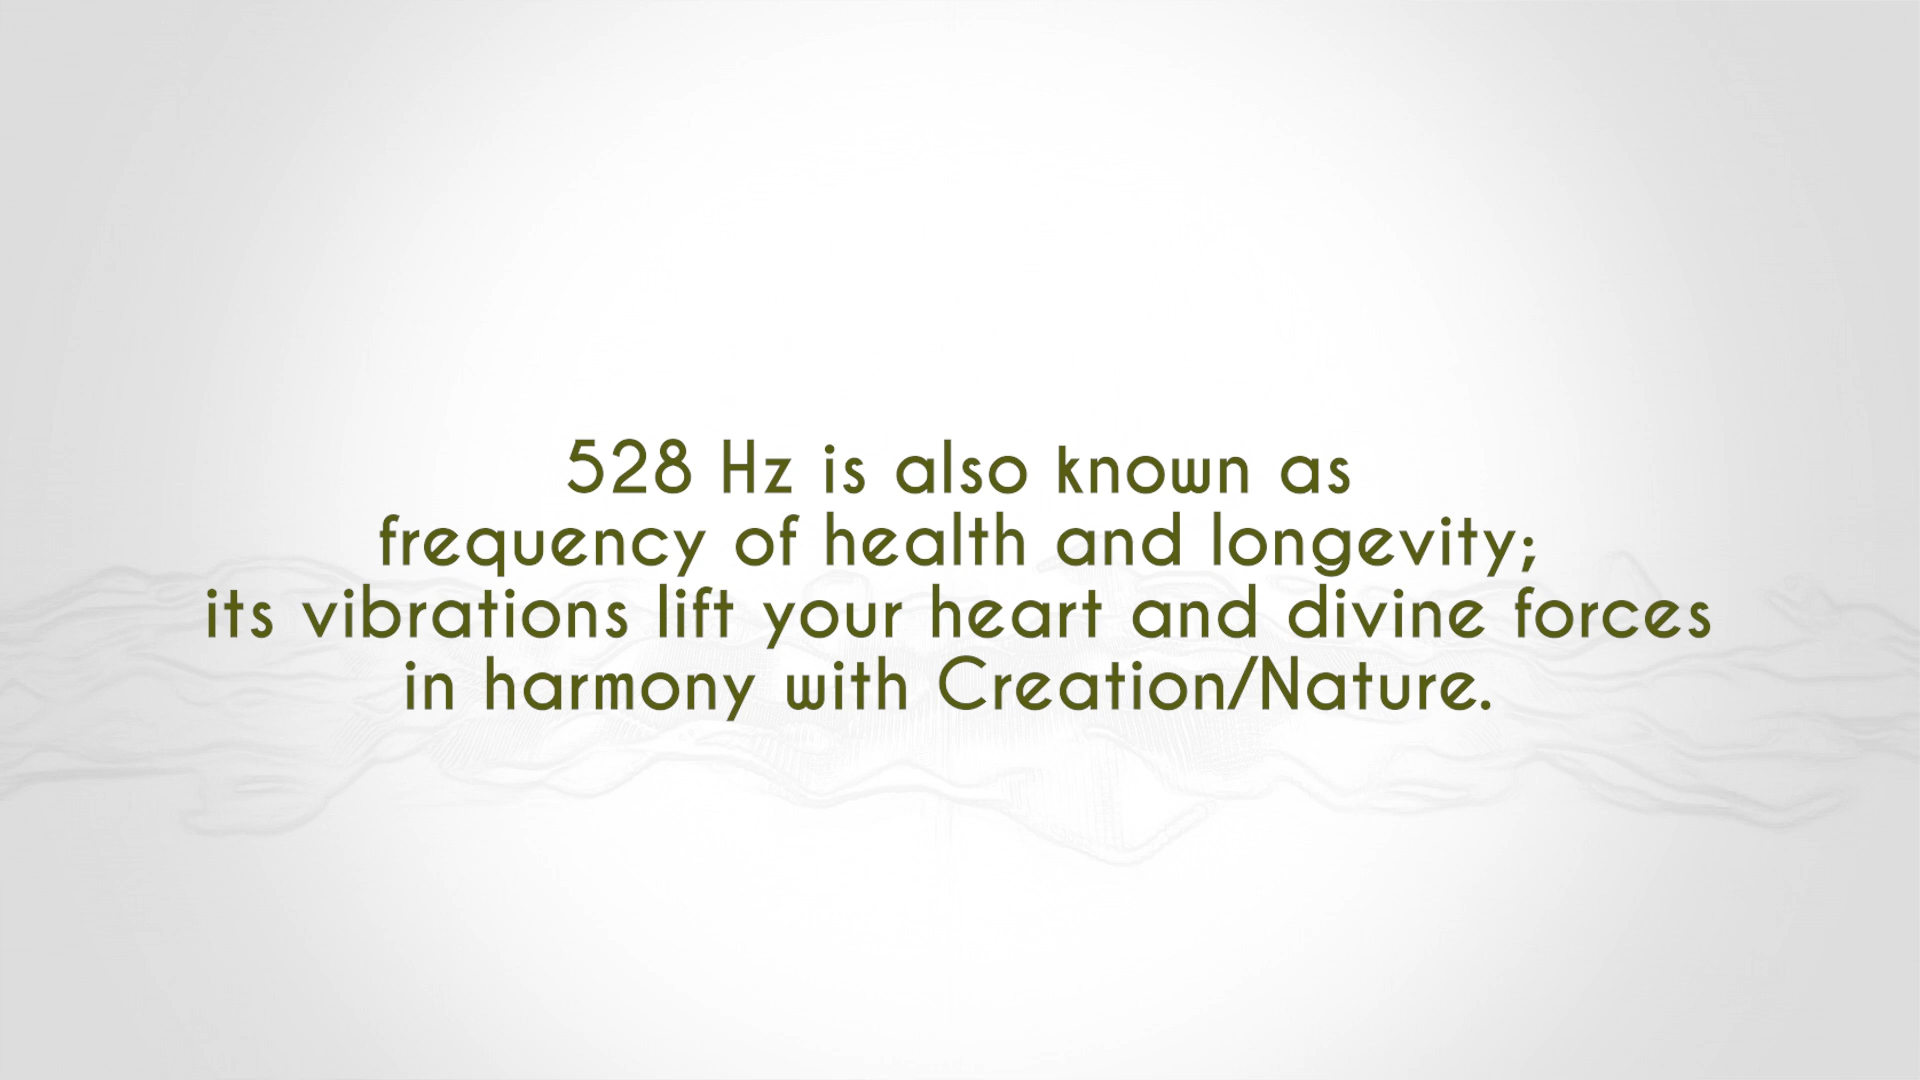 528 Hz is also known as
frequency of health and longevity;
its vibrations lift your heart and divine forces
in harmony with Creation/Nature.